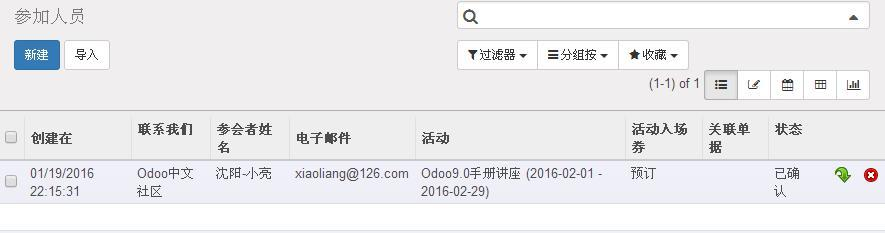 参加人员
新建 导入
过滤器 分组按 收藏
(1-1) of 1
创建在 联系我们 参会者姓名 电子邮件 活动 活动入场券 关联单据 状态
01/19/2016 22:15:31 Odoo中文社区 沈阳-小亮 xiaoliang@126.com Odoo9.0手册讲座 (2016-02-01 - 2016-02-29) 预订 已确认